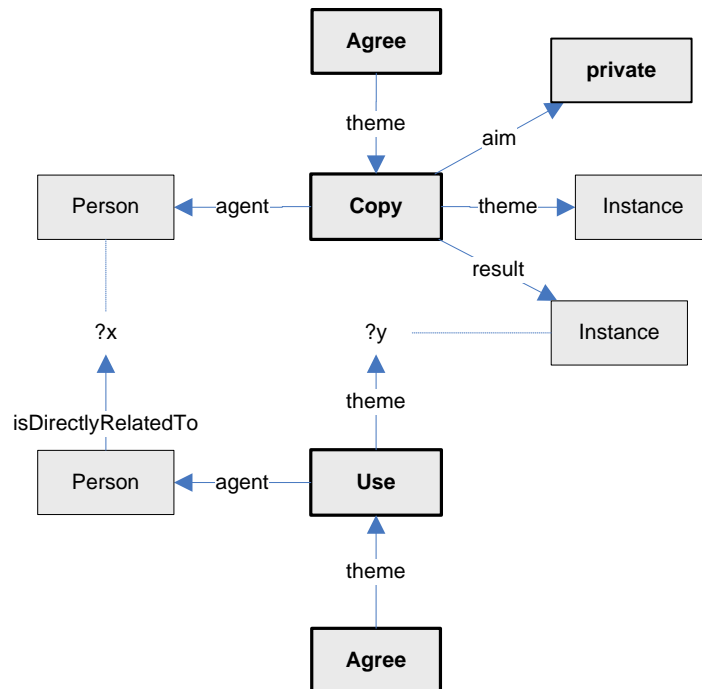 Agree
private
theme
aim
Person
agent
Copy
theme
Instance
result
Instance
?x
?y
theme
isDirectlyRelatedTo
Person
agent
Use
theme
Agree